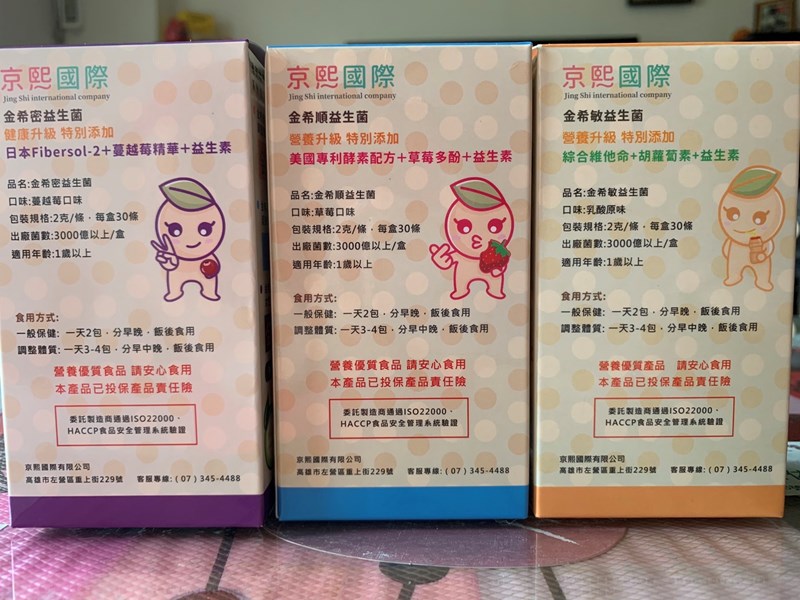 京熙國際
Jing Shi international company
金希密益生菌
健康升級 特別添加
日本Fibersol-2+蔓越莓精華+益生素
品名:金希密益生菌
口味:蔓越莓口味
包裝規格:2克/條，每盒30條
出廠菌數:3000億以上/盒
適用年齡:1歲以上
食用方式:
一般保健: 一天2包，分早晚，飯後食用
調整體質:一天3-4包，分早中晚，飯後食用
營養優質食品 請安心食用
本產品已投保產品責任險
委託製造商通過ISO22000、
HACCP食品安全管理系統驗證
京熙國際有限公司
高雄市左營區重上街229號 客服專線:(07)345-4488
京熙國際
Jing Shi international company
金希順益生菌
營養升級 特別添加
美國專利酵素配方+草莓多酚+益生素
品名:金希順益生菌
口味:草莓口味
包裝規格:2克/條，每盒30條
出廠菌數:3000億以上/盒
適用年齡:1歲以上
食用方式:
一般保健: 一天2包，分早晚，飯後食用
調整體質:一天3-4包，分早中晚，飯後食用
營養優質食品 請安心食用
本產品已投保產品責任險
委託製造商通過ISO22000、
HACCP食品安全管理系統驗證
京熙國際有限公司
高雄市左營區重上街229號 客服專線:(07)345-4488
京熙國際
Jing Shi international company
金希敏益生菌
營養升級 特別添加
綜合維他命+胡蘿蔔素+益生素
品名:金希敏益生菌
口味:乳酸原味
包裝規格:2克/條，每盒30條
出廠菌數:3000億以上/盒
適用年齡:1歲以上
食用方式:
一般保健: 一天2包，分早晚，飯後食用
調整體質:一天3-4包，分早中晚，飯後食用
營養優質產品 請安心食用
本產品已投保產品責任險
委託製造商通過ISO22000、
HACCP食品安全管理系統驗證
京熙國際有限公司
高雄市左營區重上街229號 客服專線:(07)345-4488